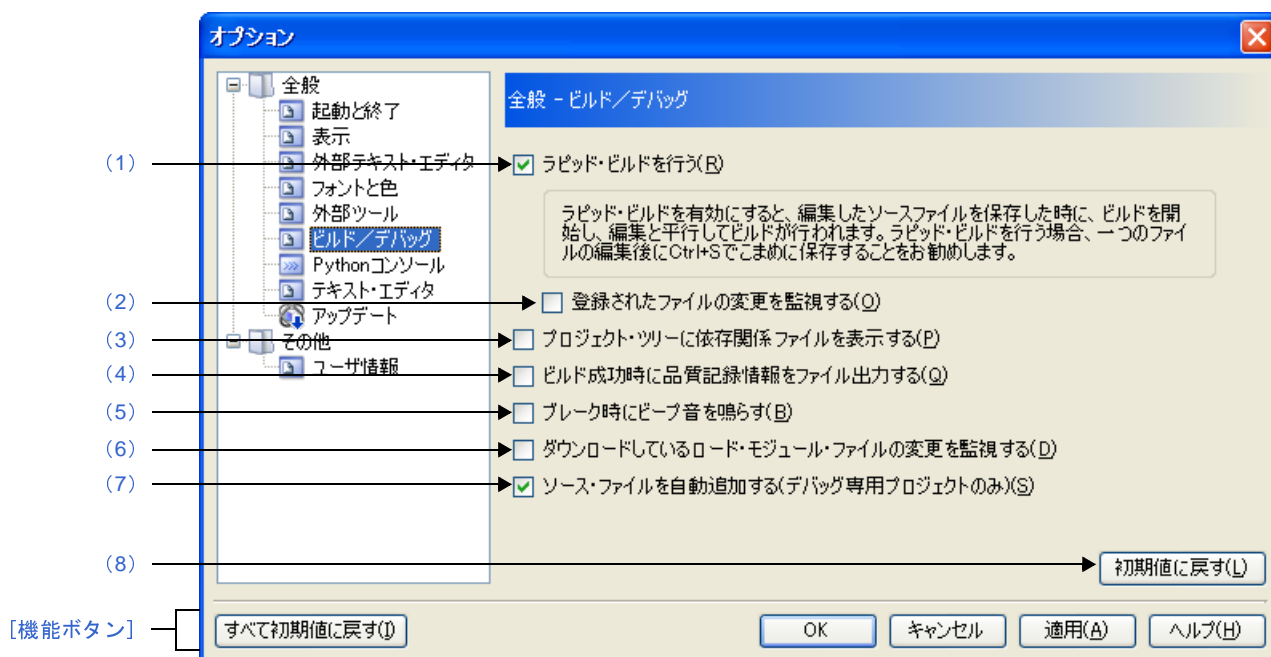 オプション
全般
起動と終了
表示
外部テキスト・エディタ
フォントと色
外部ツール
ビルド／デバッグ
Pythonコンソール
テキスト・エディタ
アップデート
その他
ユーザ情報
全般 - ビルド／デバッグ
(1)
ラピッド・ビルドを行う(R)
ラピッド・ビルドを有効にすると、編集したソースファイルを保存した時に、ビルドを開
始し、編集と平行してビルドが行われます。ラピッド・ビルドを行う場合、一つのファイ
ルの編集後にCtrl+Sでこまめに保存することをお勧めします。
(2)
登録されたファイルの変更を監視する(O)
(3)
プロジェクト・ツリーに依存関係ファイルを表示する(P)
(4)
ビルド成功時に品質記録情報をファイル出力する(Q)
(5)
ブレーク時にビープ音を鳴らす(B)
(6)
ダウンロードしているロード・モジュール・ファイルの変更を監視する(D)
(7)
ソース・ファイルを自動追加する(デバッグ専用プロジェクトのみ)(S)
(8)
初期値に戻す(L)
[機能ボタン]
すべて初期値に戻す(I)
OK
キャンセル
適用(A)
ヘルプ(H)